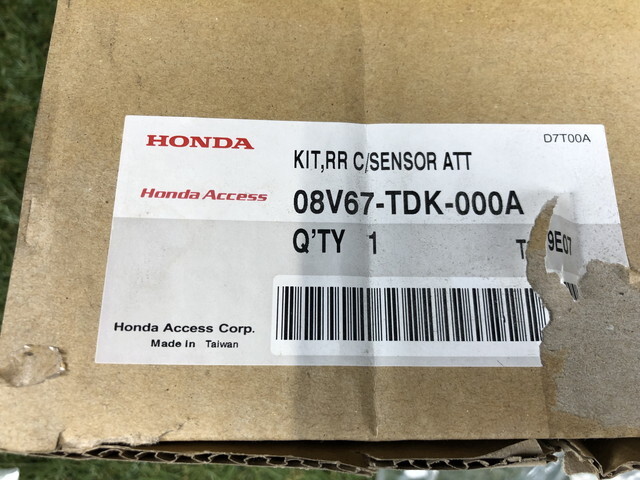 HONDA
D7T00A
KIT,RR C/SENSOR ATT
Honda Access
08V67-TDK-000A
Q'TY 1
9E07
Honda Access Corp.
Made in Taiwan